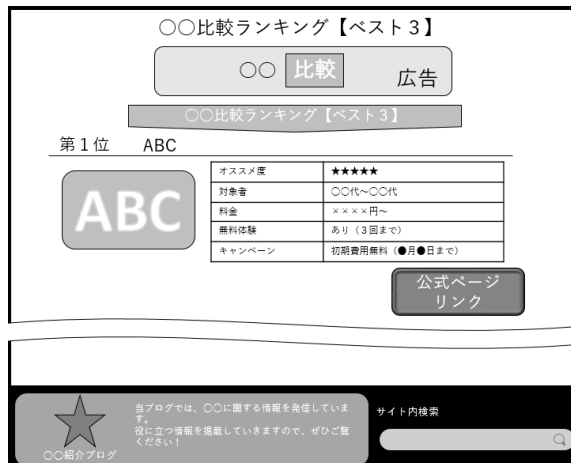 ○○比較ランキング【ベスト３】
○○ 比較 広告
○○比較ランキング【ベスト３】
第１位 ABC
ABC
オススメ度 ★★★★★
対象者 ○○代～○○代
料金 ××××円～
無料体験 あり（３回まで）
キャンペーン 初期費用無料（●月●日まで）
公式ページ
リンク
当ブログでは、○○に関する情報を発信していま
す。
役に立つ情報を掲載していきますので、ぜひご覧
ください！
○○紹介ブログ
サイト内検索